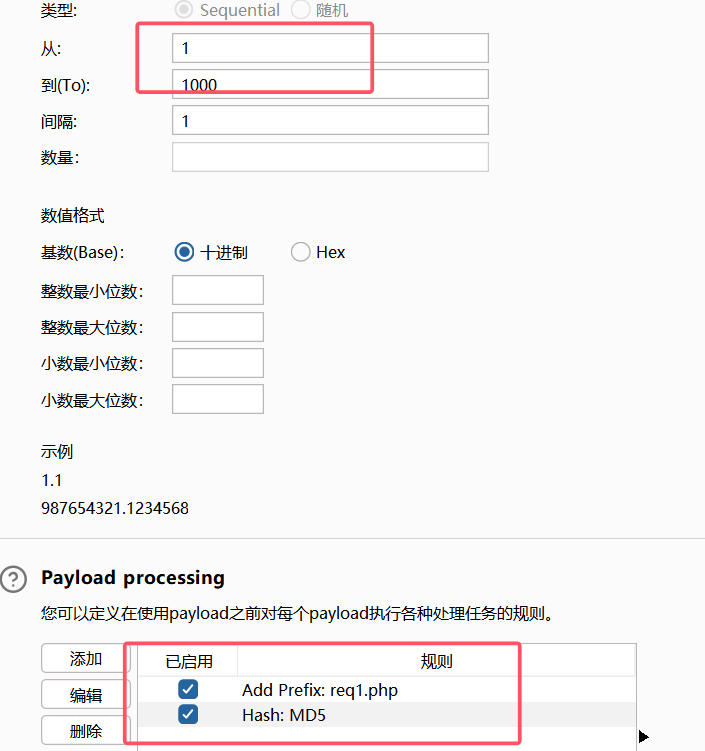 类型: Sequential 随机
从: 1
到(To): 1000
间隔: 1
数量:
数值格式
基数(Base): 十进制 Hex
整数最小位数:
整数最大位数:
小数最小位数:
小数最大位数:
示例
1.1
987654321.1234568
? Payload processing
您可以定义在使用payload之前对每个payload执行各种处理任务的规则。
添加 已启用 规则
编辑 Add Prefix: req1.php
删除 Hash: MD5